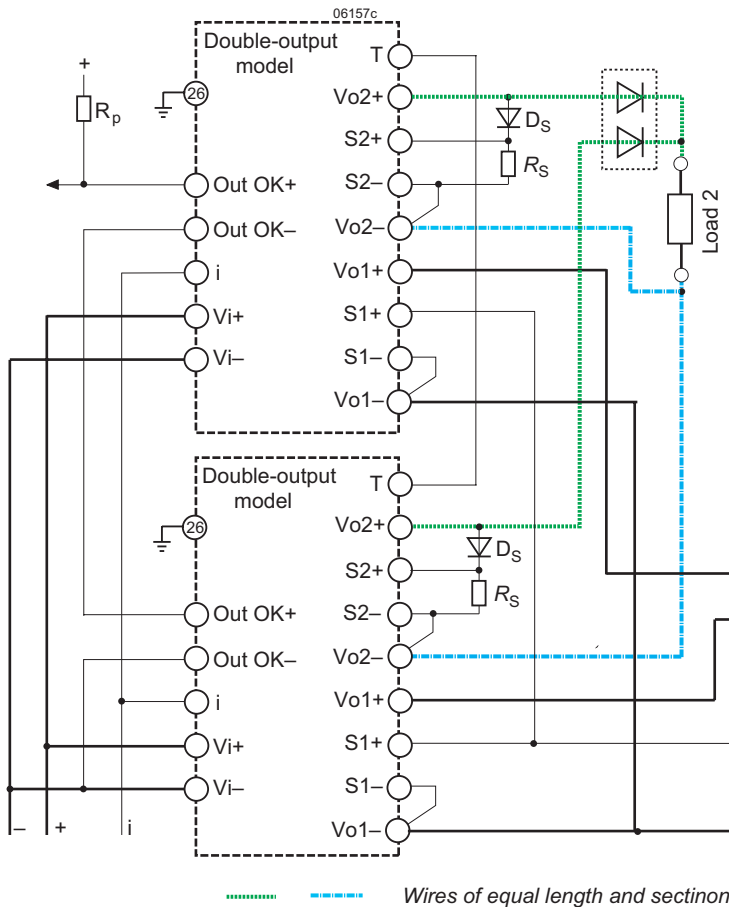 06157c
Double-output
model
T
+
26
Vo2+
Rp
DS
S2+
RS
Out OK+
S2–
Load 2
Out OK–
Vo2–
i
Vo1+
Vi+
S1+
Vi–
S1–
Vo1–
Double-output
model
T
26
Vo2+
DS
S2+
RS
Out OK+
S2–
Out OK–
Vo2–
i
Vo1+
Vi+
S1+
Vi–
S1–
– + i
Vo1–
Wires of equal length and sectinon